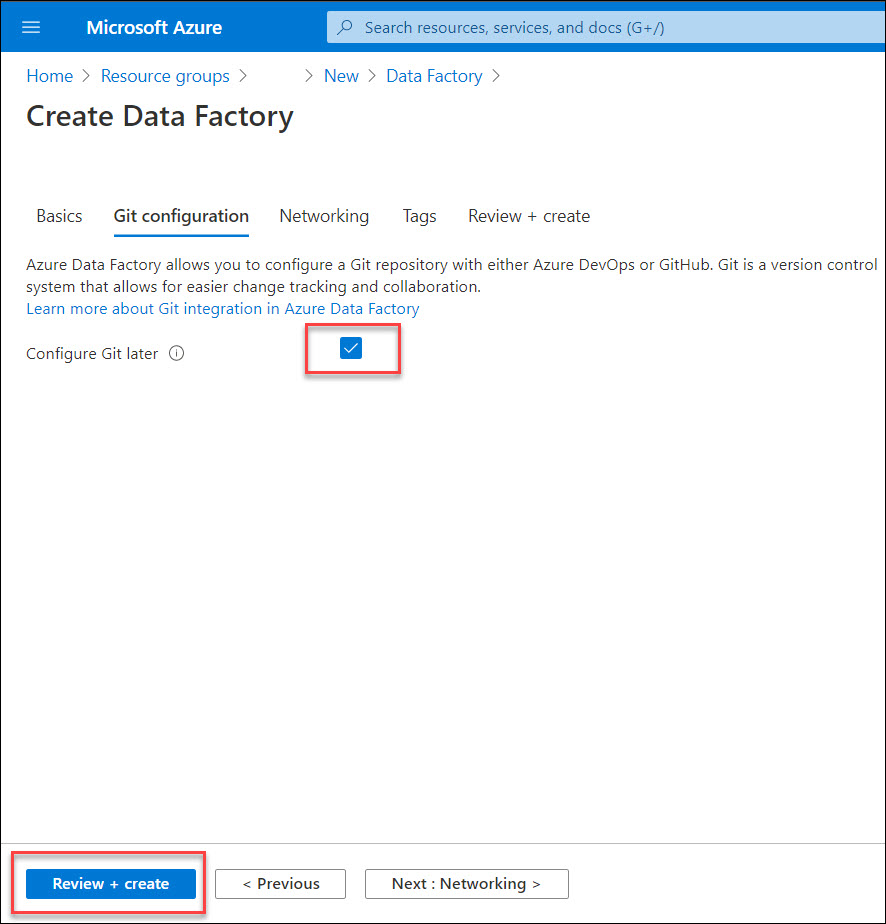 Microsoft Azure
Search resources, services, and docs (G+/)
Home > Resource groups > > New > Data Factory >
Create Data Factory
Basics Git configuration Networking Tags Review + create
Azure Data Factory allows you to configure a Git repository with either Azure DevOps or GitHub. Git is a version control
system that allows for easier change tracking and collaboration.
Learn more about Git integration in Azure Data Factory
Configure Git later
Review + create < Previous Next : Networking >